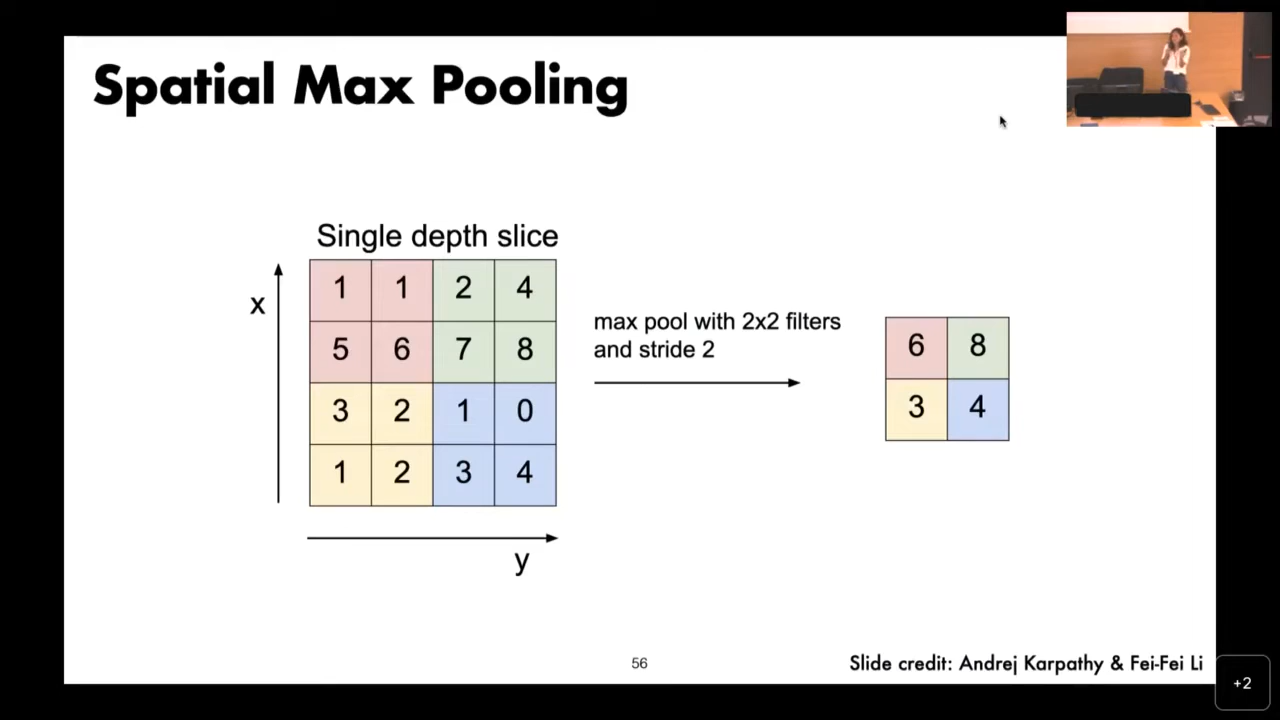 Spatial Max Pooling
Single depth slice
x
1 1 2 4
5 6 7 8
3 2 1 0
1 2 3 4
y
max pool with 2x2 filters
and stride 2
6 8
3 4
56
Slide credit: Andrej Karpathy & Fei-Fei Li
+2